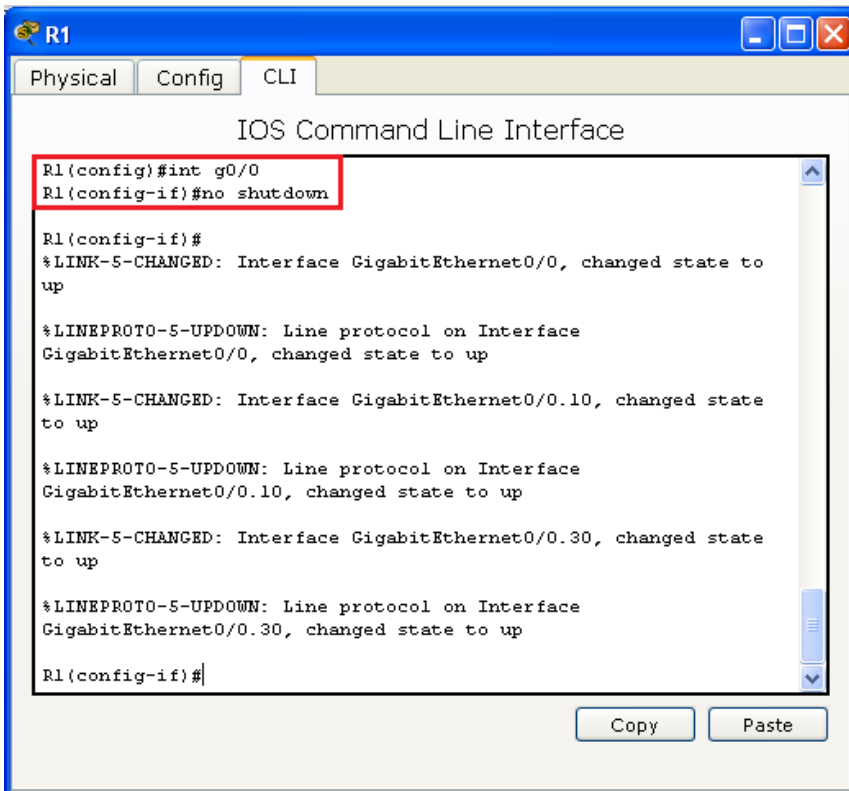 R1
Physical
Config
CLI
IOS Command Line Interface
R1(config)#int g0/0
R1(config-if)#no shutdown
R1(config-if)#
%LINK-5-CHANGED: Interface GigabitEthernet0/0, changed state to
up
%LINEPROTO-5-UPDOWN: Line protocol on Interface
GigabitEthernet0/0, changed state to up
%LINK-5-CHANGED: Interface GigabitEthernet0/0.10, changed state
to up
%LINEPROTO-5-UPDOWN: Line protocol on Interface
GigabitEthernet0/0.10, changed state to up
%LINK-5-CHANGED: Interface GigabitEthernet0/0.30, changed state
to up
%LINEPROTO-5-UPDOWN: Line protocol on Interface
GigabitEthernet0/0.30, changed state to up
R1(config-if)#
Copy
Paste